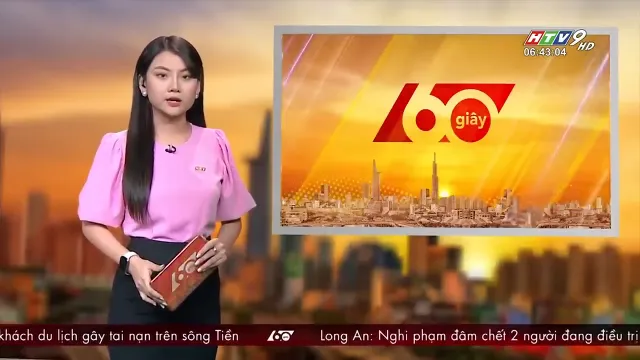 HTV9 HD
06:43:04
60 giây
60
khách du lịch gây tai nạn trên sông Tiền 60 Long An: Nghi phạm đâm chết 2 người đang điều trị